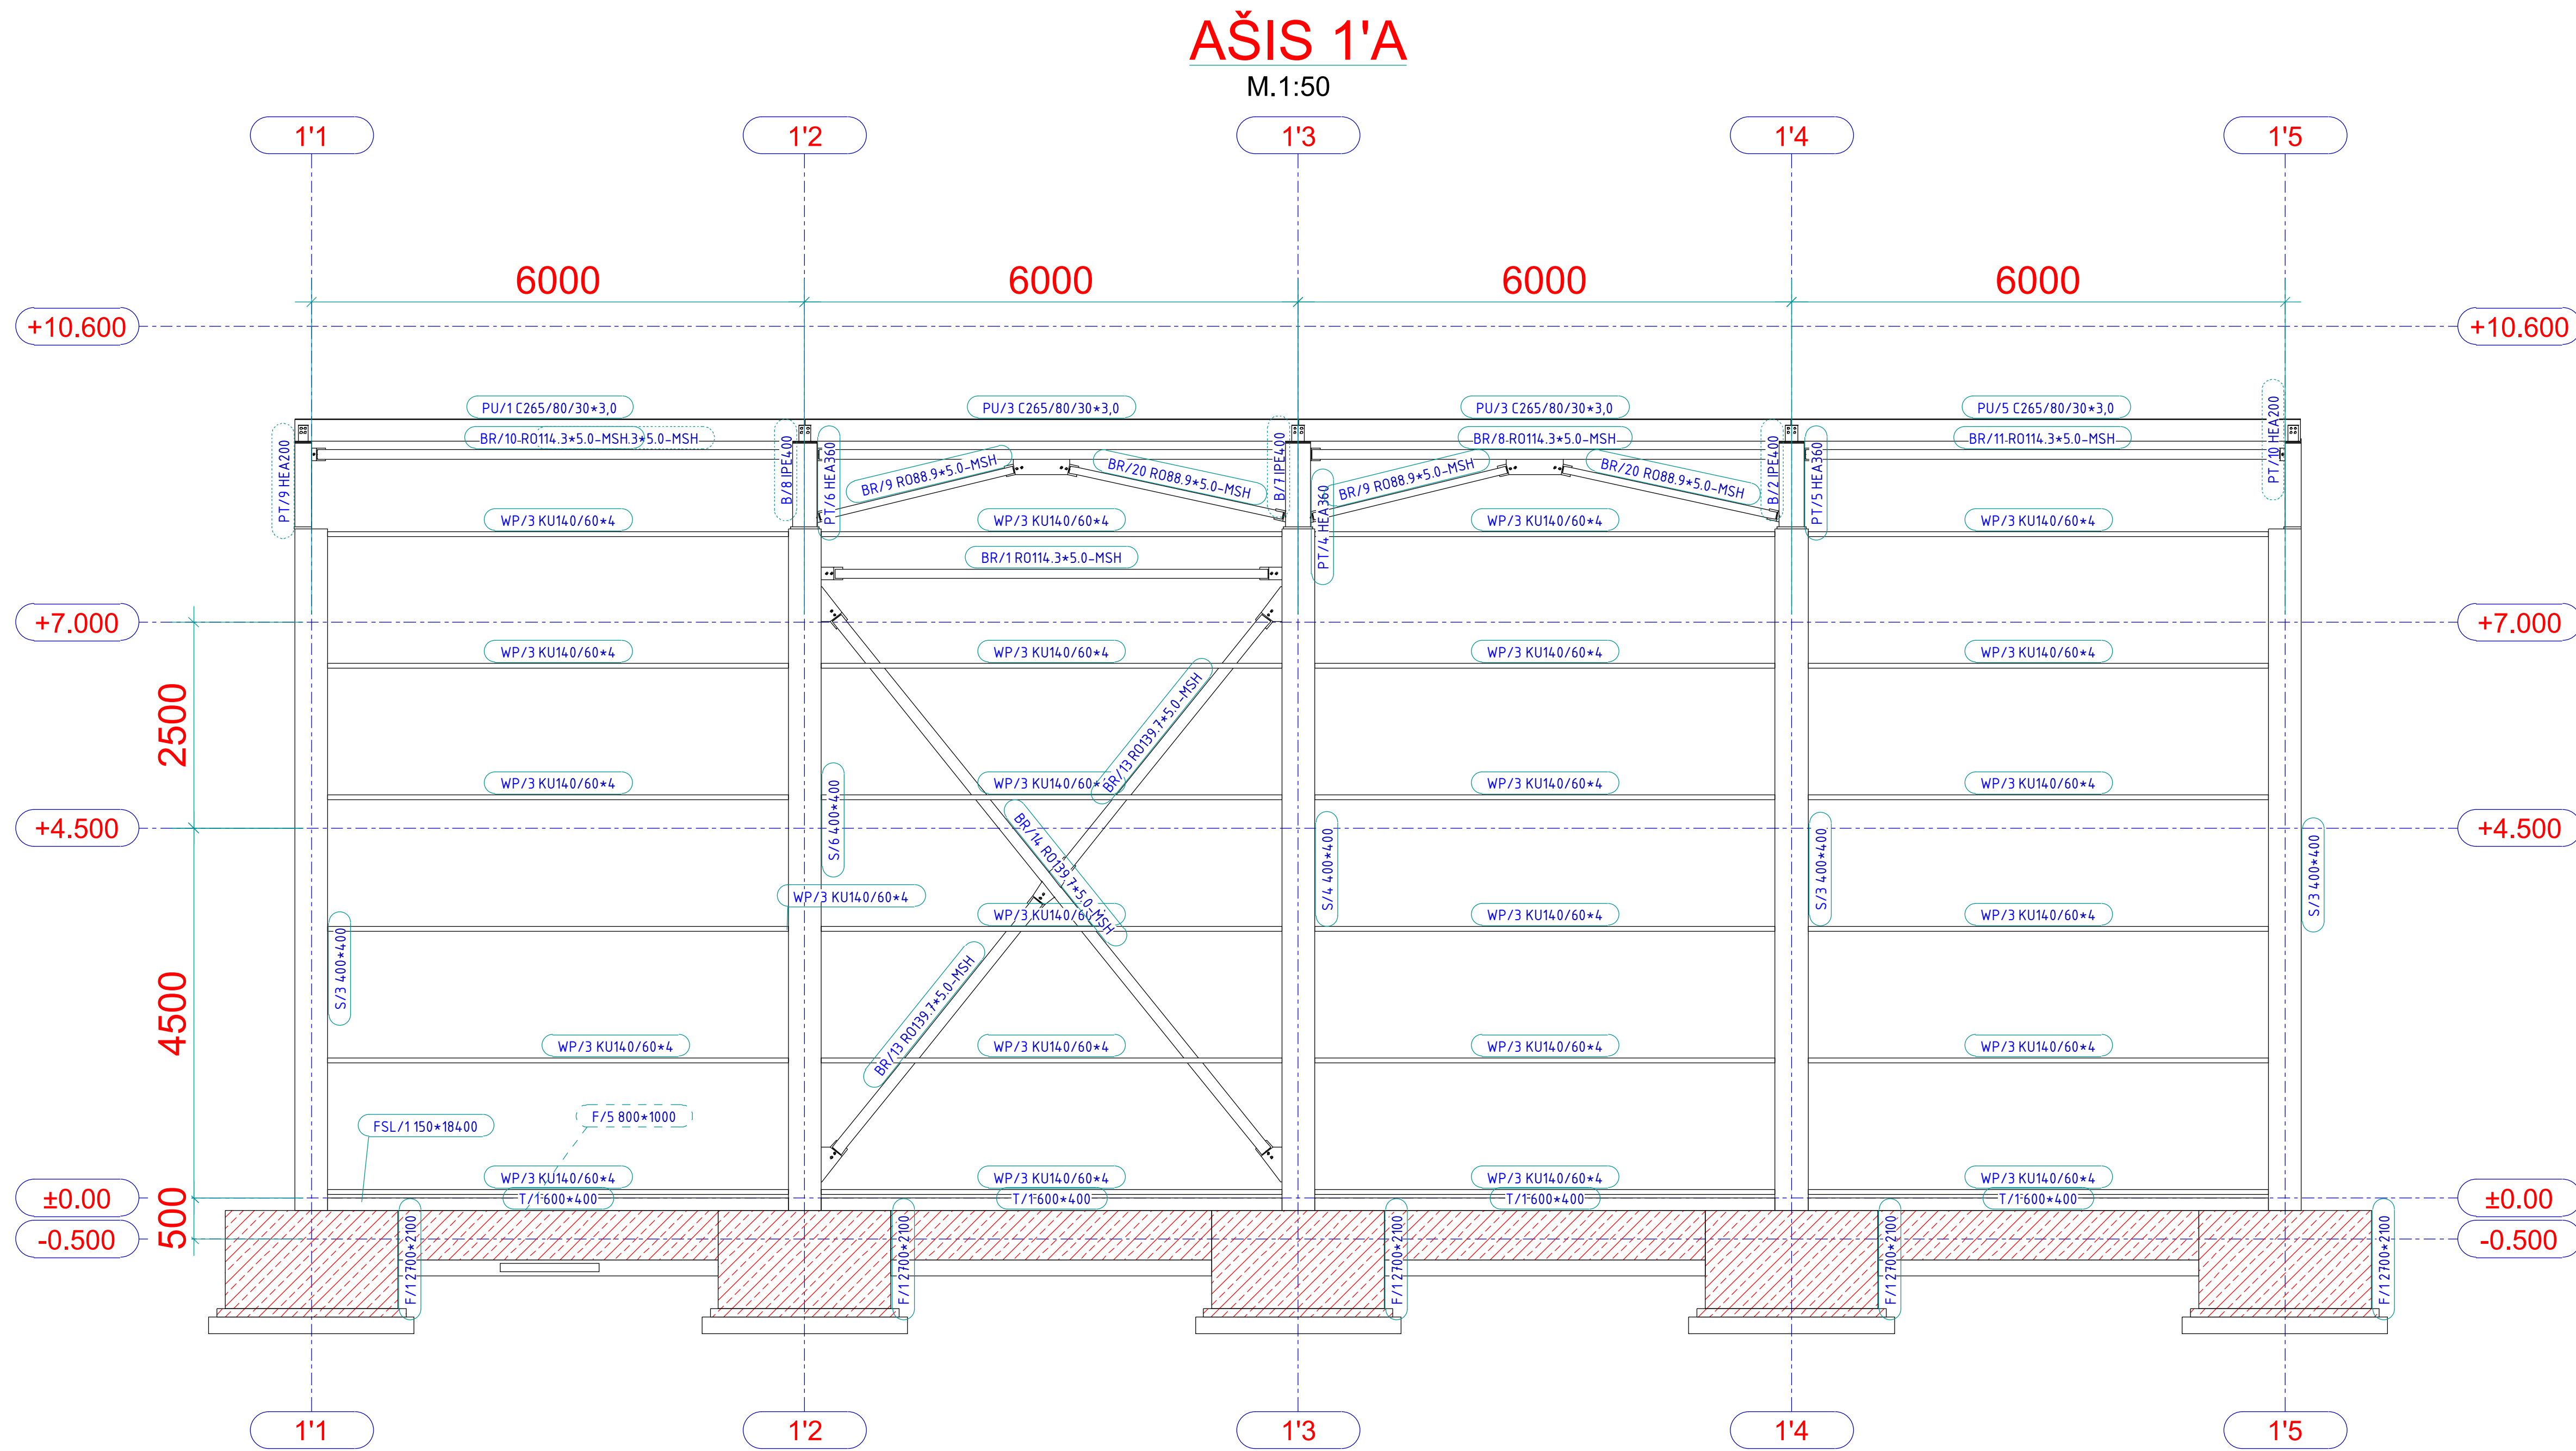 AŠIS 1'A
M.1:50
1'1
1'2
1'3
1'4
1'5
6000
6000
6000
6000
+10.600
+10.600
PU/1 C265/80/30*3,0
PU/3 C265/80/30*3,0
PU/3 C265/80/30*3,0
PU/5 C265/80/30*3,0
BR/10 RO114.3*5.0-MSH
.3*5.0-MSH
BR/8 RO114.3*5.0-MSH
BR/11 RO114.3*5.0-MSH
PT/9 HEA200
B/8 IPE400
PT/6 HEA360
BR/9 RO88.9*5.0-MSH
BR/20 RO88.9*5.0-MSH
B/7 IPE400
PT/4 HEA360
BR/9 RO88.9*5.0-MSH
BR/20 RO88.9*5.0-MSH
B/2 IPE400
PT/5 HEA360
PT/10 HEA200
WP/3 KU140/60*4
WP/3 KU140/60*4
WP/3 KU140/60*4
WP/3 KU140/60*4
BR/1 RO114.3*5.0-MSH
+7.000
+7.000
WP/3 KU140/60*4
WP/3 KU140/60*4
WP/3 KU140/60*4
WP/3 KU140/60*4
2500
BR/13 RO139.7*5.0-MSH
WP/3 KU140/60*4
WP/3 KU140/60*
WP/3 KU140/60*4
WP/3 KU140/60*4
+4.500
+4.500
S/6 400*400
BR/14 RO139.7*5.0-MSH
S/4 400*400
S/3 400*400
S/3 400*400
WP/3 KU140/60*4
WP/3 KU140/6
WP/3 KU140/60*4
WP/3 KU140/60*4
S/3 400*400
4500
BR/13 RO139.7*5.0-MSH
WP/3 KU140/60*4
WP/3 KU140/60*4
WP/3 KU140/60*4
WP/3 KU140/60*4
FSL/1 150*18400
F/5 800*1000
WP/3 KU140/60*4
WP/3 KU140/60*4
WP/3 KU140/60*4
WP/3 KU140/60*4
±0.00
T/1 600*400
T/1 600*400
T/1 600*400
T/1 600*400
±0.00
500
-0.500
-0.500
F/1 2700*2100
F/1 2700*2100
F/1 2700*2100
F/1 2700*2100
F/1 2700*2100
1'1
1'2
1'3
1'4
1'5